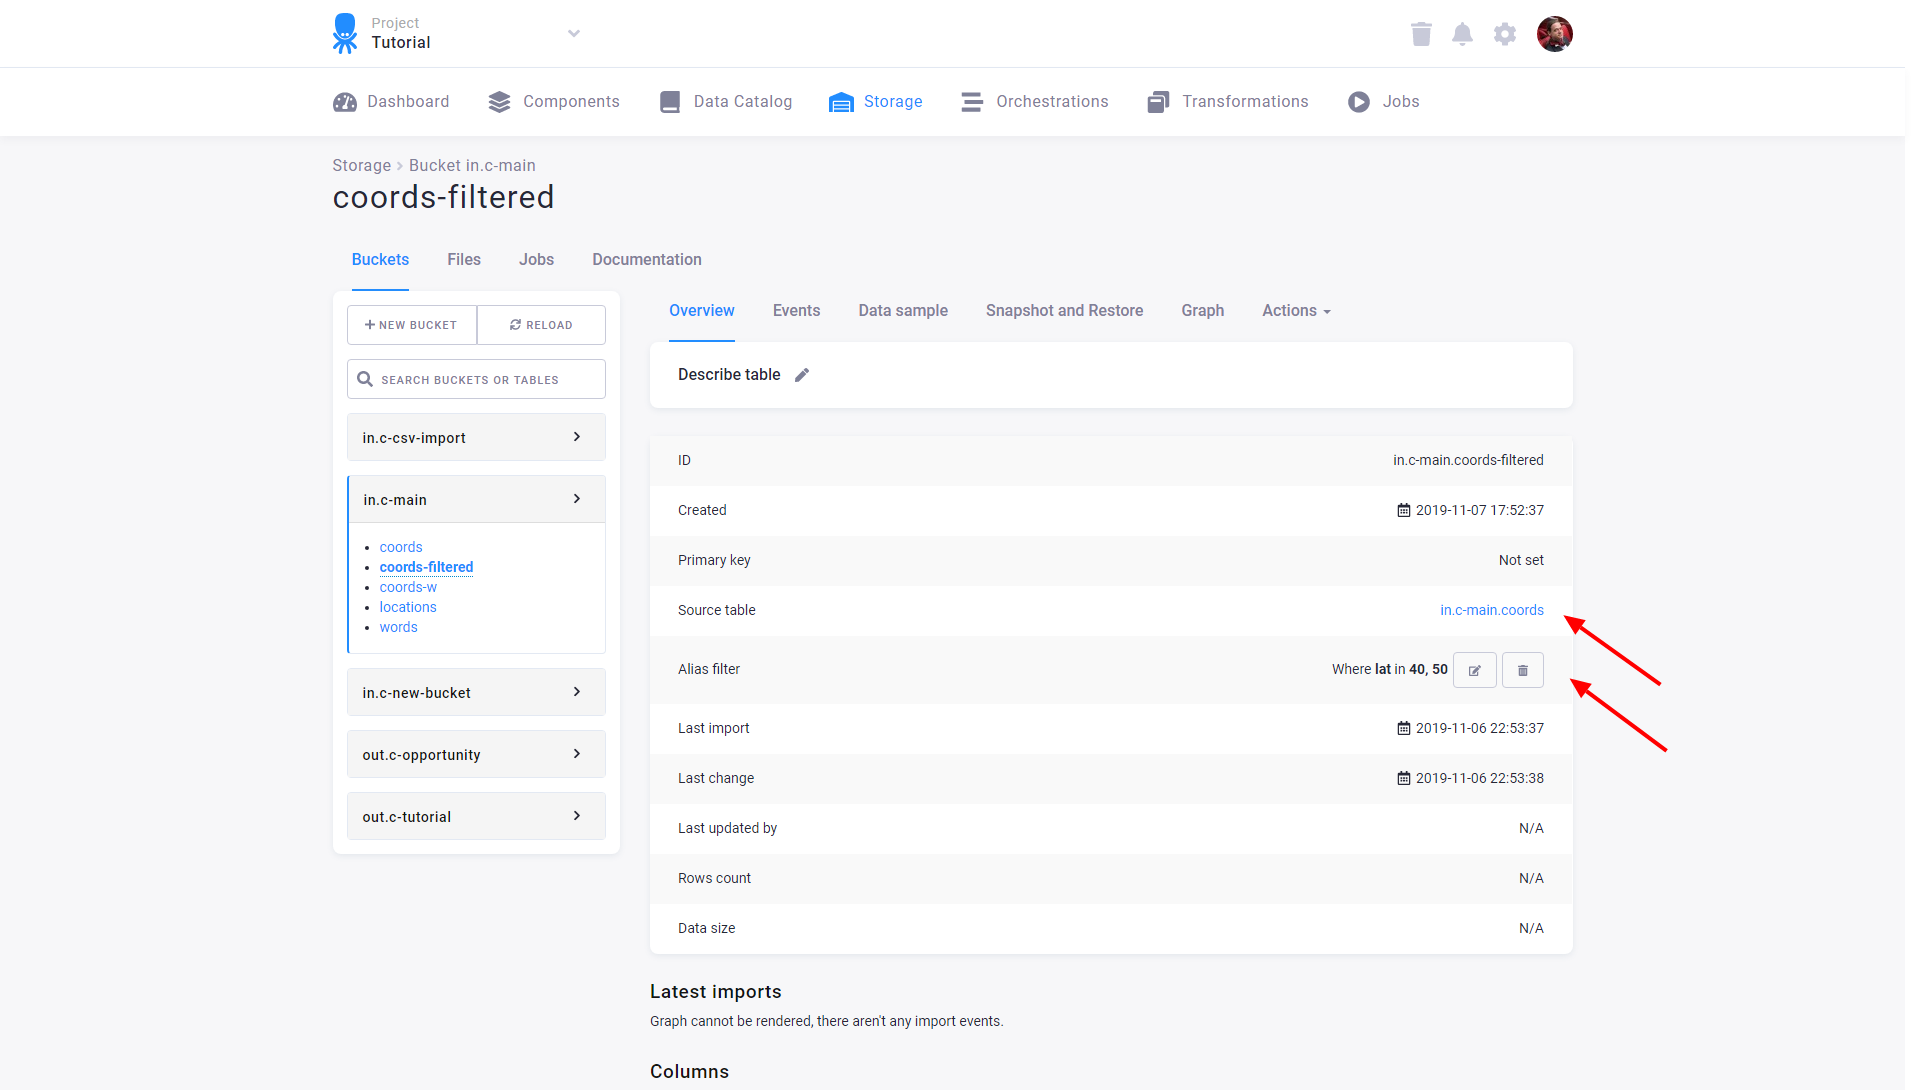 Project
Tutorial
Dashboard
Components
Data Catalog
Storage
Orchestrations
Transformations
Jobs
Storage › Bucket in.c-main
coords-filtered
Buckets
Files
Jobs
Documentation
NEW BUCKET
RELOAD
SEARCH BUCKETS OR TABLES
in.c-csv-import
in.c-main
coords
coords-filtered
coords-w
locations
words
in.c-new-bucket
out.c-opportunity
out.c-tutorial
Overview
Events
Data sample
Snapshot and Restore
Graph
Actions
Describe table
ID in.c-main.coords-filtered
Created 2019-11-07 17:52:37
Primary key Not set
Source table in.c-main.coords
Alias filter Where lat in 40, 50
Last import 2019-11-06 22:53:37
Last change 2019-11-06 22:53:38
Last updated by N/A
Rows count N/A
Data size N/A
Latest imports
Graph cannot be rendered, there aren't any import events.
Columns